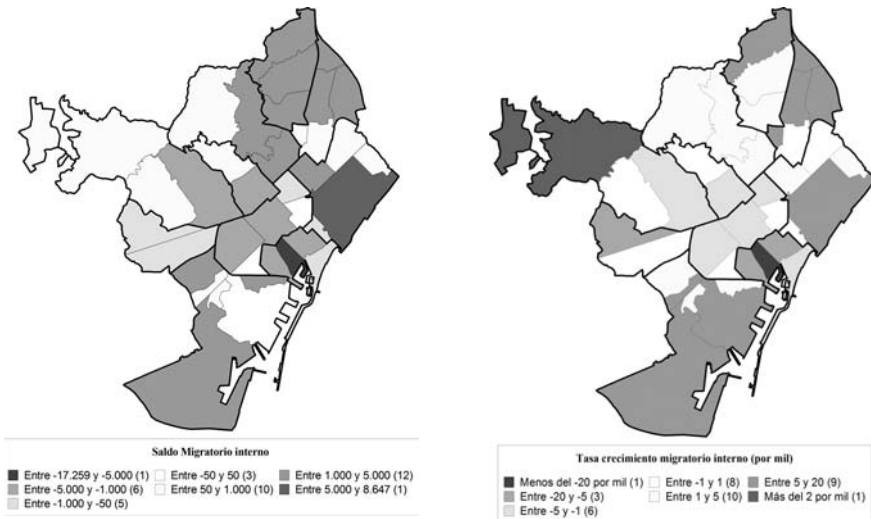 Saldo Migratorio interno
Entre -17.259 y -5.000 (1)
Entre -50 y 50 (3)
Entre 1.000 y 5.000 (12)
Entre -5.000 y -1.000 (6)
Entre 50 y 1.000 (10)
Entre 5.000 y 8.647 (1)
Entre -1.000 y -50 (5)
Tasa crecimiento migratorio interno (por mil)
Menos del -20 por mil (1)
Entre -1 y 1 (8)
Entre 5 y 20 (9)
Entre -20 y -5 (3)
Entre 1 y 5 (10)
Más del 2 por mil (1)
Entre -5 y -1 (6)